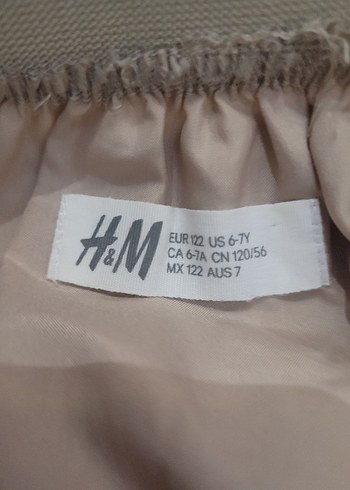 H&M
EUR 122 US 6-7Y
CA 6-7A CN 120/56
MX 122 AUS 7